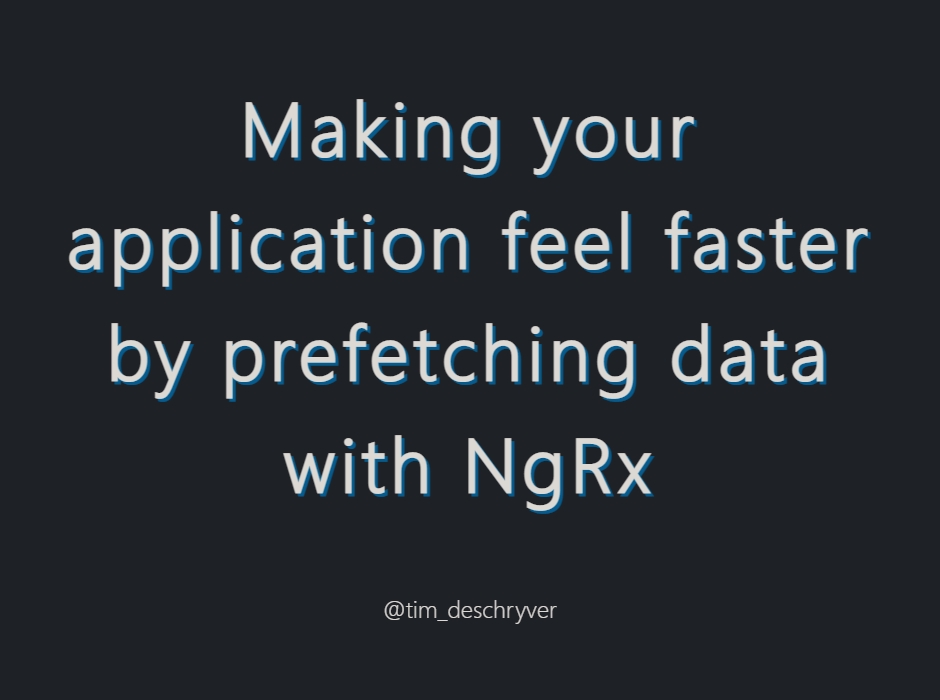 Making your
application feel faster
by prefetching data
with NgRx
@tim_deschryver